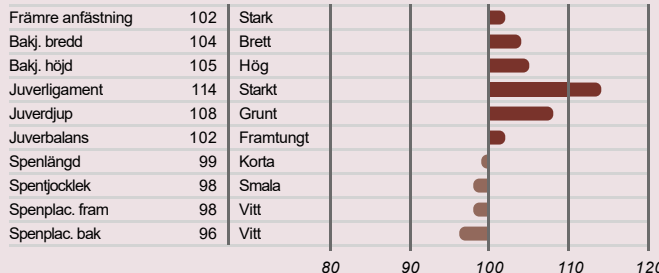 Främre anfästning 102 Stark
Bakj. bredd 104 Brett
Bakj. höjd 105 Hög
Juverligament 114 Starkt
Juverdjup 108 Grunt
Juverbalans 102 Framtungt
Spenlängd 99 Korta
Spentjocklek 98 Smala
Spenplac. fram 98 Vitt
Spenplac. bak 96 Vitt
80 90 100 110 120